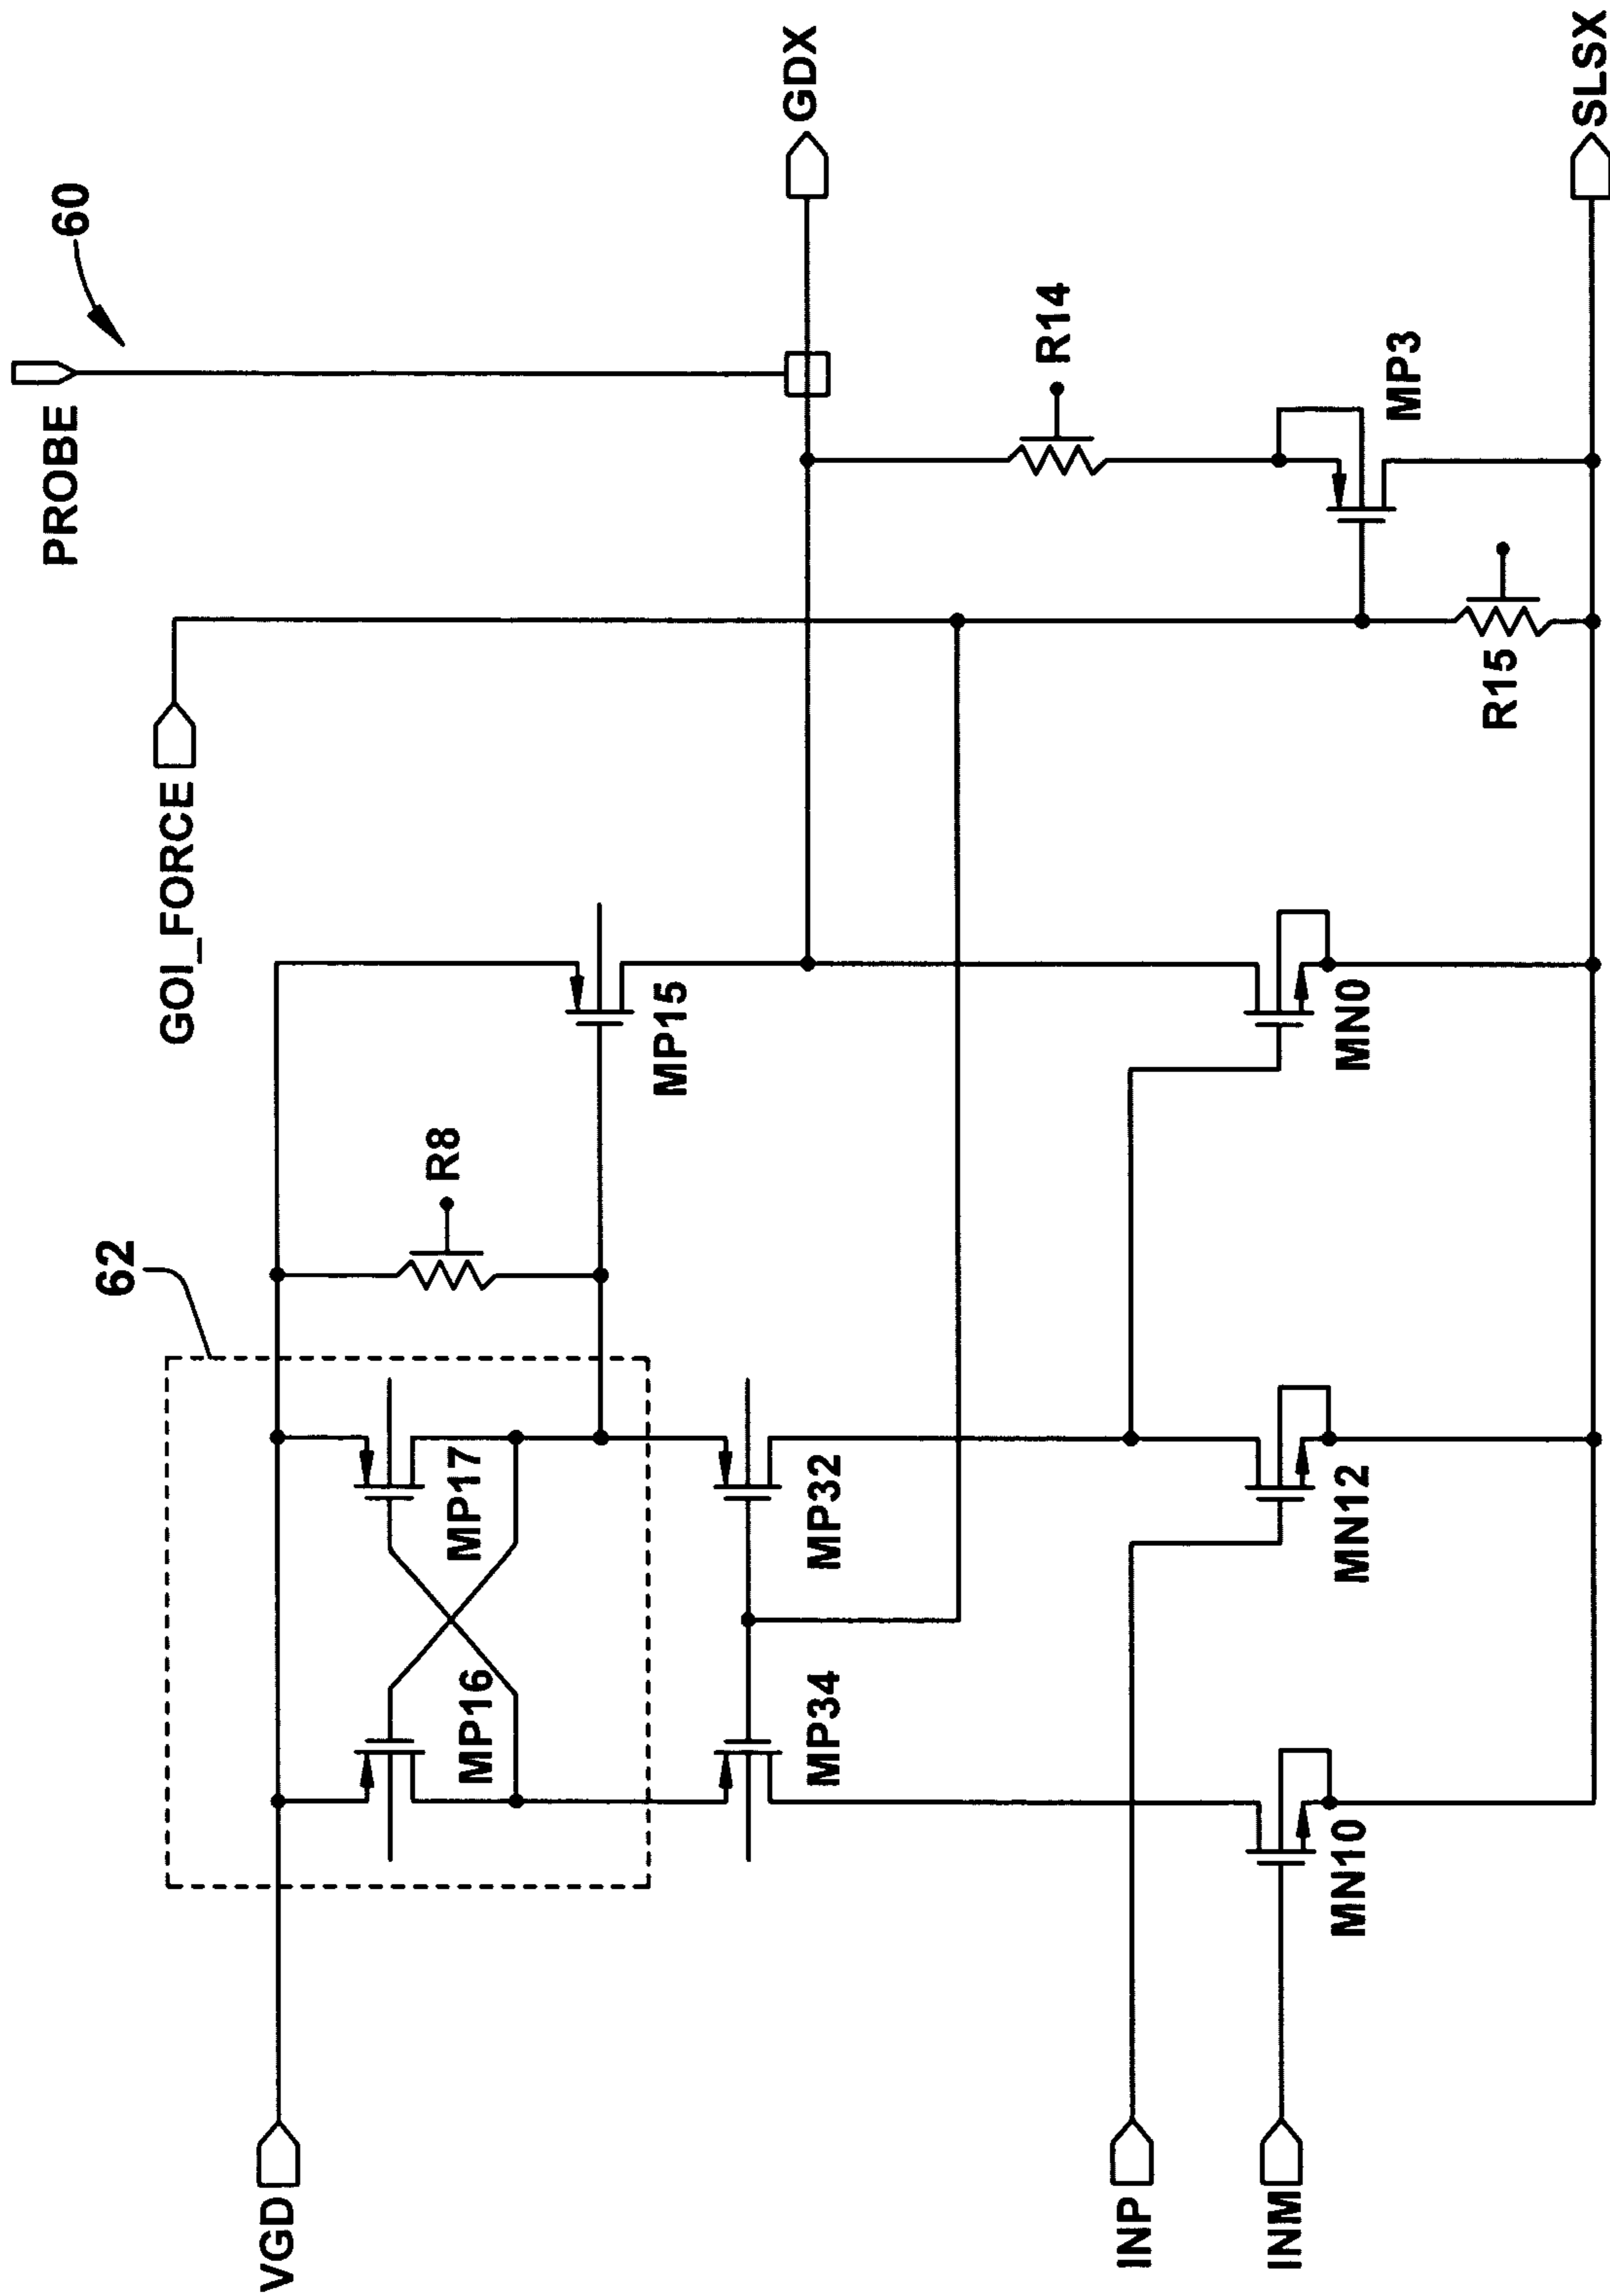 PROBE
60
GDX
SLSX
R14
MP3
GOI_FORCE
R15
MP15
MN0
R8
62
MP17
MP32
MN12
MP16
MP34
MN10
VGD
INP
INM